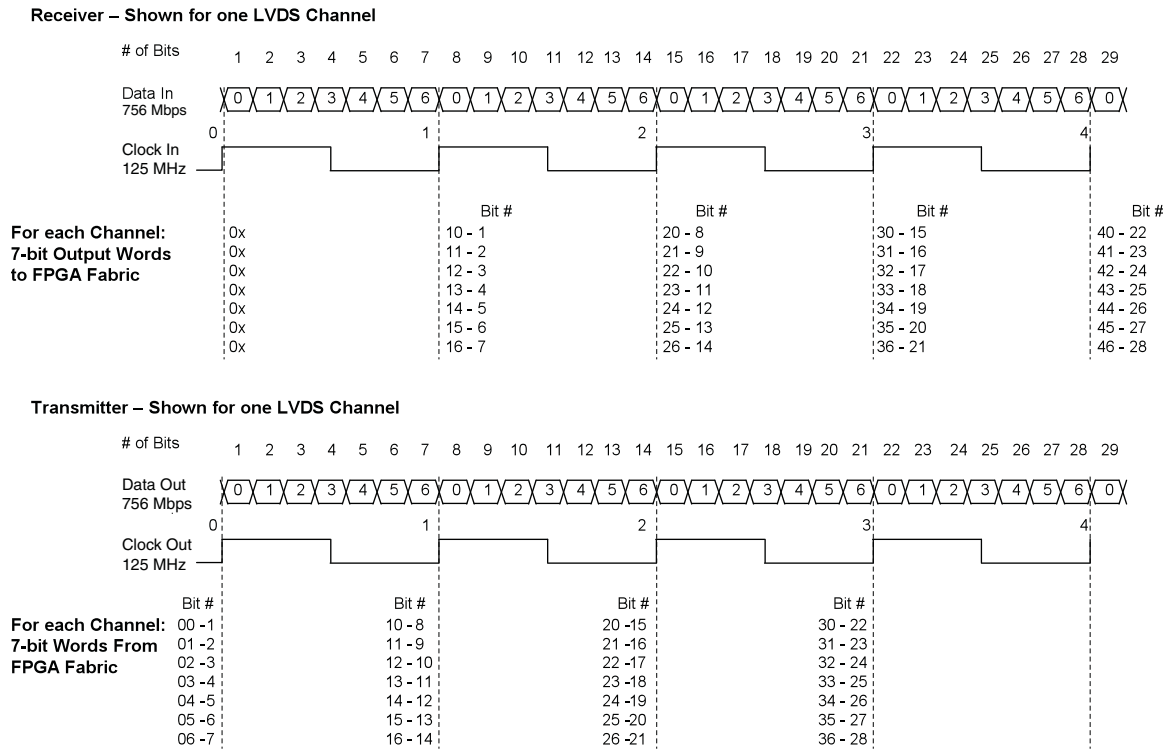 Receiver – Shown for one LVDS Channel
# of Bits 1 2 3 4 5 6 7 8 9 10 11 12 13 14 15 16 17 18 19 20 21 22 23 24 25 26 27 28 29
Data In 0 1 2 3 4 5 6 0 1 2 3 4 5 6 0 1 2 3 4 5 6 0 1 2 3 4 5 6 0
756 Mbps
0 1 2 3 4
Clock In
125 MHz
Bit # Bit # Bit # Bit #
For each Channel: 0x 10 - 1 20 - 8 30 - 15 40 - 22
7-bit Output Words 0x 11 - 2 21 - 9 31 - 16 41 - 23
to FPGA Fabric 0x 12 - 3 22 - 10 32 - 17 42 - 24
0x 13 - 4 23 - 11 33 - 18 43 - 25
0x 14 - 5 24 - 12 34 - 19 44 - 26
0x 15 - 6 25 - 13 35 - 20 45 - 27
0x 16 - 7 26 - 14 36 - 21 46 - 28
Transmitter – Shown for one LVDS Channel
# of Bits 1 2 3 4 5 6 7 8 9 10 11 12 13 14 15 16 17 18 19 20 21 22 23 24 25 26 27 28 29
Data Out 0 1 2 3 4 5 6 0 1 2 3 4 5 6 0 1 2 3 4 5 6 0 1 2 3 4 5 6 0
756 Mbps
0 1 2 3 4
Clock Out
125 MHz
Bit # Bit # Bit # Bit #
For each Channel: 00 -1 10 - 8 20 -15 30 - 22
7-bit Words From 01 -2 11 - 9 21 -16 31 - 23
FPGA Fabric 02 -3 12 - 10 22 -17 32 - 24
03 -4 13 - 11 23 -18 33 - 25
04 -5 14 - 12 24 -19 34 - 26
05 -6 15 - 13 25 -20 35 - 27
06 -7 16 - 14 26 -21 36 - 28